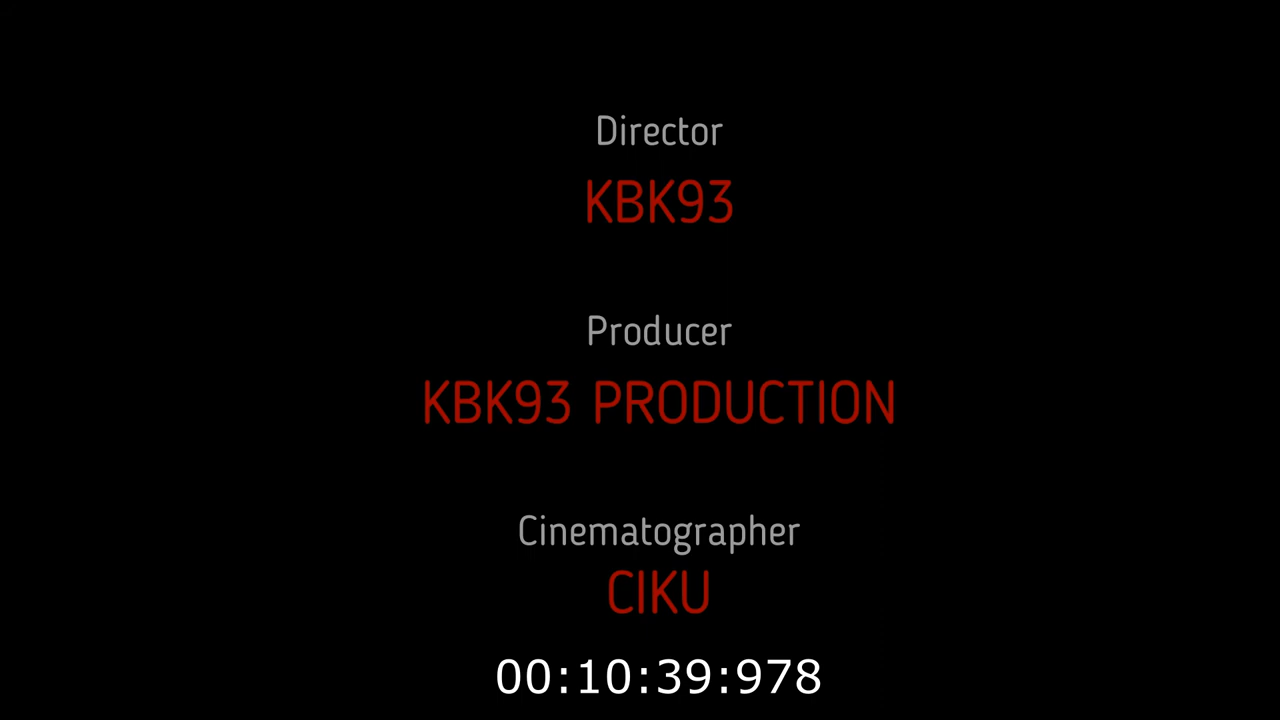 Director
KBK93
Producer
KBK93 PRODUCTION
Cinematographer
CIKU
00:10:39:978